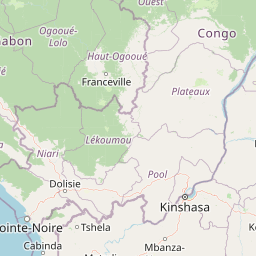 Ouest
abon
Ogooué-
Lolo
Congo
Haut-Ogooué
Franceville
Plateaux
Lékoumou
Niari
Dolisie
Pool
Kinshasa
ointe-Noire
Tshela
Cabinda
Mbanza-